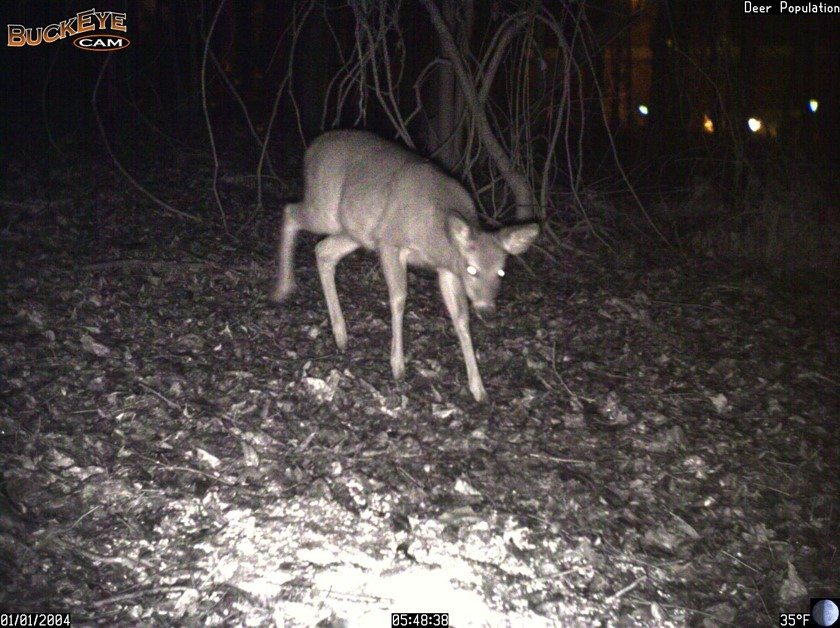 BUCKEYE
CAM
Deer Population
01/01/2004
05:48:38
35°F